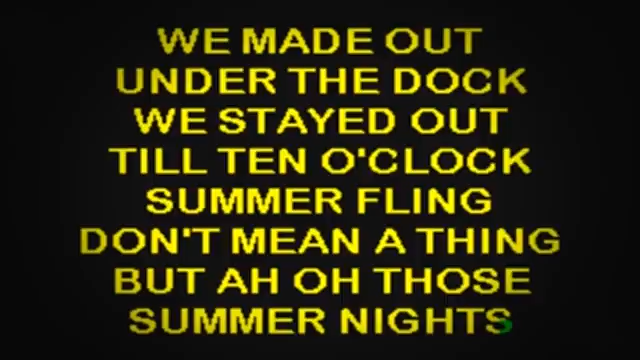 WE MADE OUT
UNDER THE DOCK
WE STAYED OUT
TILL TEN O'CLOCK
SUMMER FLING
DON'T MEAN A THING
BUT AH OH THOSE
SUMMER NIGHTS